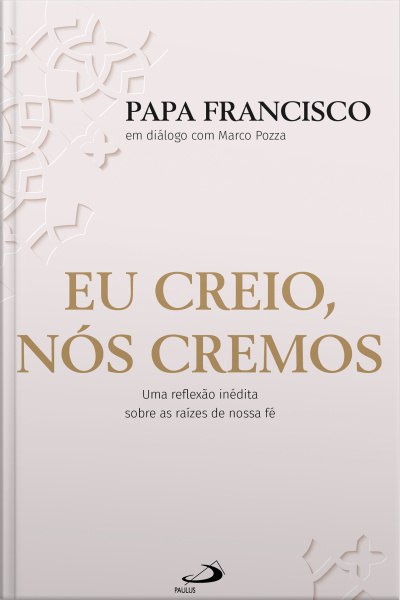 PAPA FRANCISCO
em diálogo com Marco Pozza
EU CREIO,
NÓS CREMOS
Uma reflexão inédita
sobre as raízes de nossa fé
PAULUS